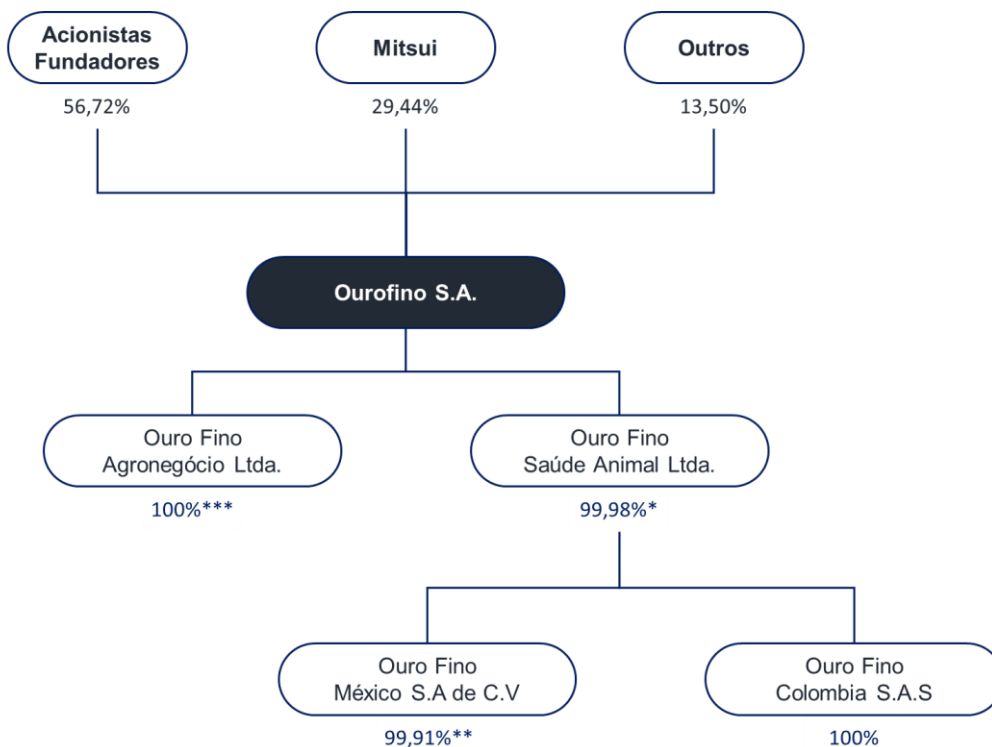 Acionistas
Fundadores
Mitsui
Outros
56,72%
29,44%
13,50%
Ourofino S.A.
Ouro Fino
Agronegócio Ltda.
Ouro Fino
Saúde Animal Ltda.
100%***
99,98%*
Ouro Fino
México S.A de C.V
Ouro Fino
Colombia S.A.S
99,91%**
100%